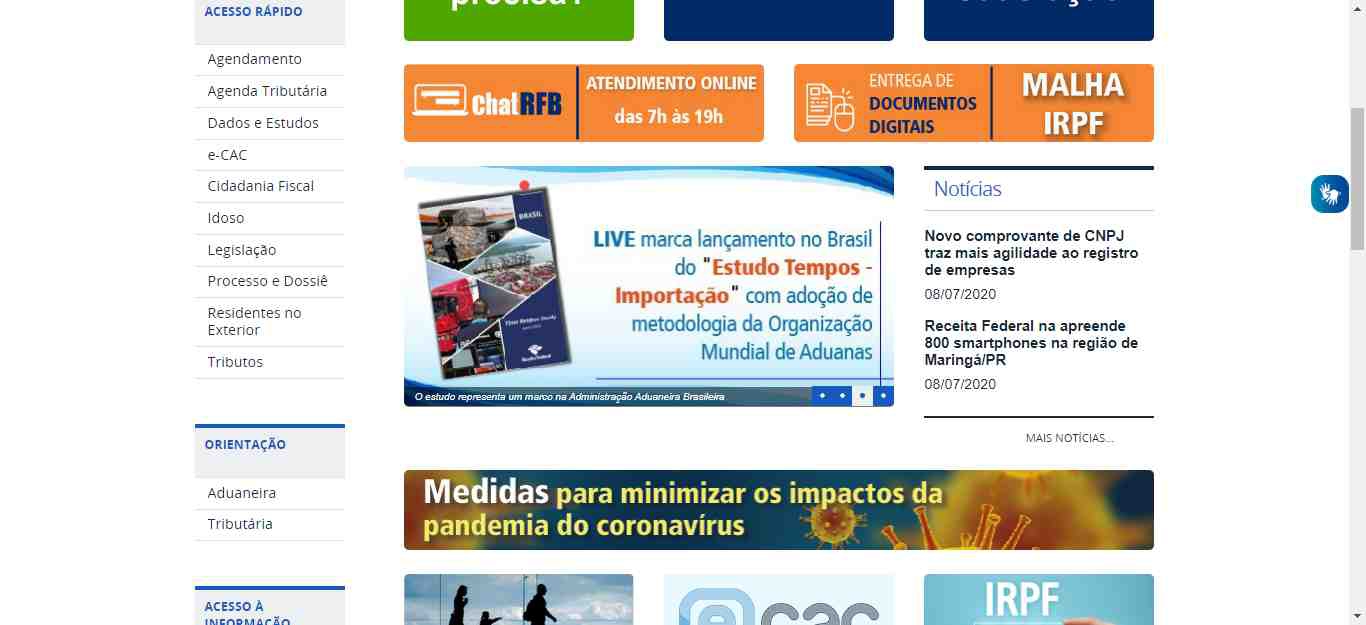 ACESSO RÁPIDO
Agendamento
Agenda Tributária
Dados e Estudos
e-CAC
Cidadania Fiscal
Idoso
Legislação
Processo e Dossiê
Residentes no
Exterior
Tributos
ORIENTAÇÃO
Aduaneira
Tributária
ACESSO À
INFORMAÇÃO
chatRFB
ATENDIMENTO ONLINE
das 7h às 19h
ENTREGA DE
DOCUMENTOS
DIGITAIS
MALHA
IRPF
BRASIL
Time Release Study
Receita Federal
LIVE marca lançamento no Brasil
do "Estudo Tempos -
Importação" com adoção de
metodologia da Organização
Mundial de Aduanas
O estudo representa um marco na Administração Aduaneira Brasileira
Notícias
Novo comprovante de CNPJ
traz mais agilidade ao registro
de empresas
08/07/2020
Receita Federal na apreende
800 smartphones na região de
Maringá/PR
08/07/2020
MAIS NOTÍCIAS...
Medidas para minimizar os impactos da
pandemia do coronavírus
e cac
IRPF